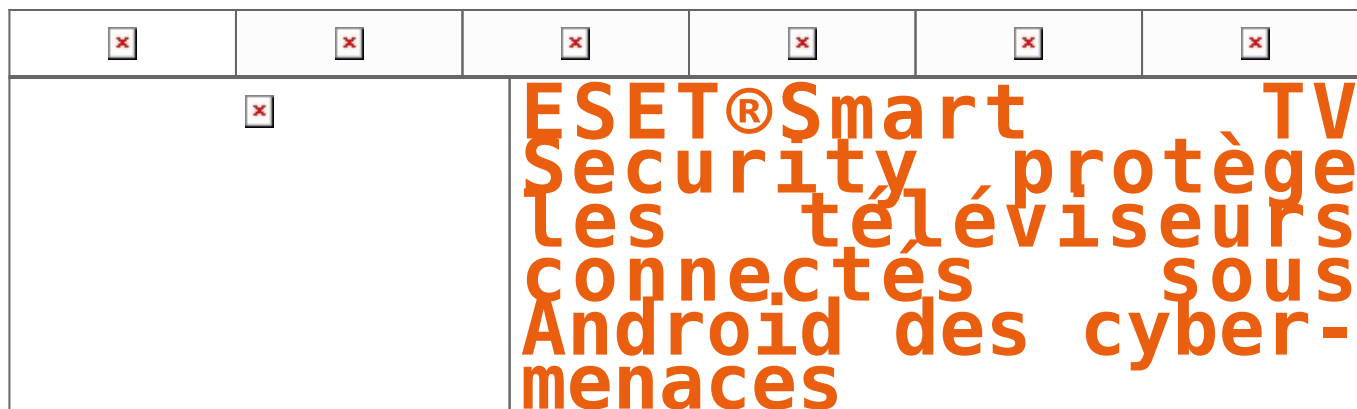 ESET®Smart TV
Security protège
les téléviseurs
connectés sous
Android des cyber-
menaces